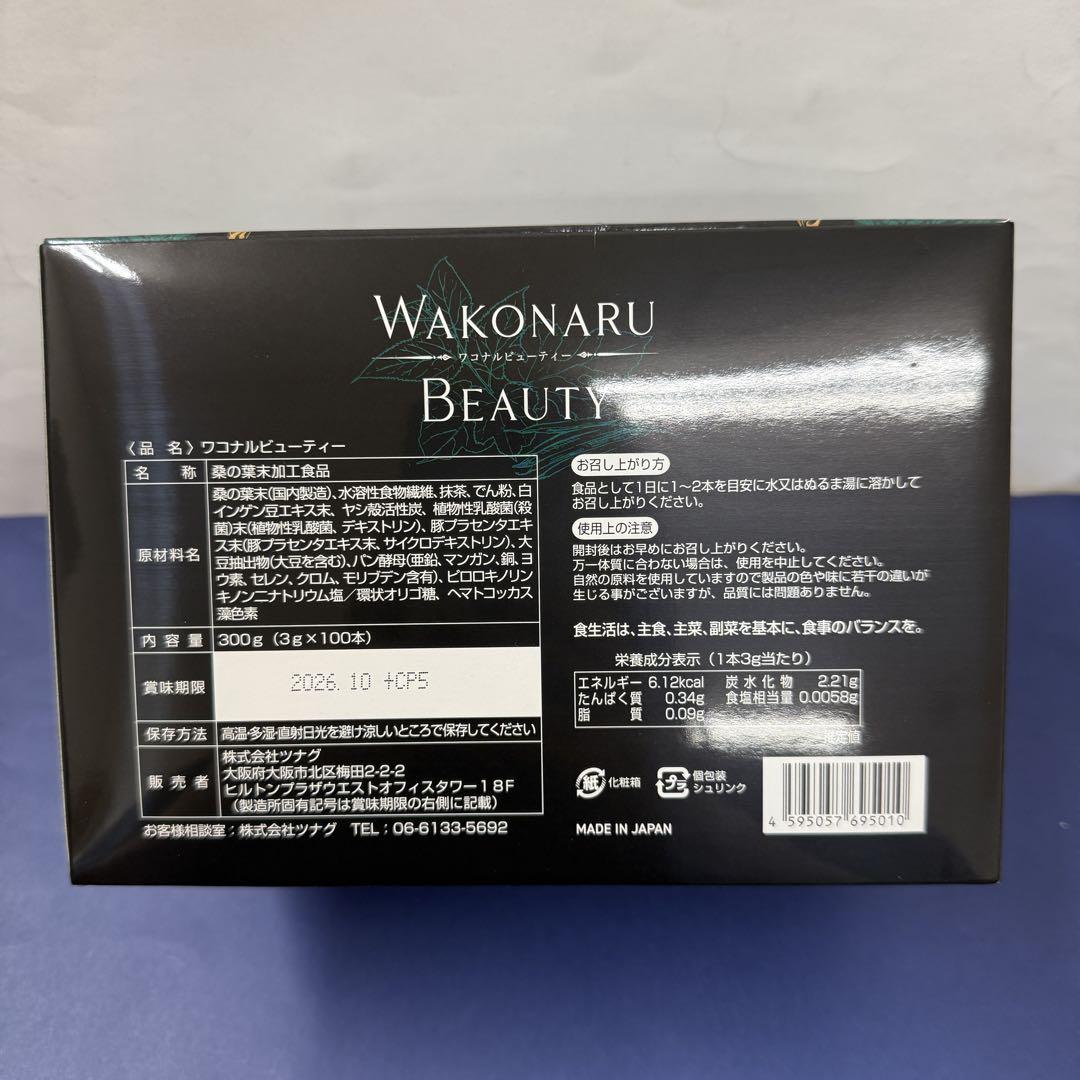 WAKONARU
ワコナルビューティー
BEAUTY
〈品 名〉ワコナルビューティー
名 称 桑の葉末加工食品
原材料名 桑の葉末(国内製造)、水溶性食物繊維、抹茶、でん粉、白
インゲン豆エキス末、ヤシ殻活性炭、植物性乳酸菌(殺
菌)末(植物性乳酸菌、デキストリン)、豚プラセンタエキ
ス末(豚プラセンタエキス末、サイクロデキストリン)、大
豆抽出物(大豆を含む)、パン酵母(亜鉛、マンガン、銅、ヨ
ウ素、セレン、クロム、モリブデン含有)、ピロロキノリン
キノン二ナトリウム塩／環状オリゴ糖、ヘマトコッカス
藻色素
内容量 300g（3g×100本）
賞味期限 2026.10 +CP5
保存方法 高温・多湿・直射日光を避け涼しいところで保存してください
販売者 株式会社ツナグ
大阪府大阪市北区梅田2-2-2
ヒルトンプラザウエストオフィスタワー18F
（製造所固有記号は賞味期限の右側に記載）
お客様相談室：株式会社ツナグ TEL：06-6133-5692
お召し上がり方
食品として1日に1〜2本を目安に水又はぬるま湯に溶かして
お召し上がりください。
使用上の注意
開封後はお早めにお召し上がりください。
万一体質に合わない場合は、使用を中止してください。
自然の原料を使用していますので製品の色や味に若干の違いが
生じる事がございますが、品質には問題ありません。
食生活は、主食、主菜、副菜を基本に、食事のバランスを。
栄養成分表示（1本3g当たり）
エネルギー 6.12kcal 炭水化物 2.21g
たんぱく質 0.34g 食塩相当量 0.0058g
脂質 0.09g
推定値
紙 化粧箱
プラ 個包装
シュリンク
MADE IN JAPAN
4 595057 695010